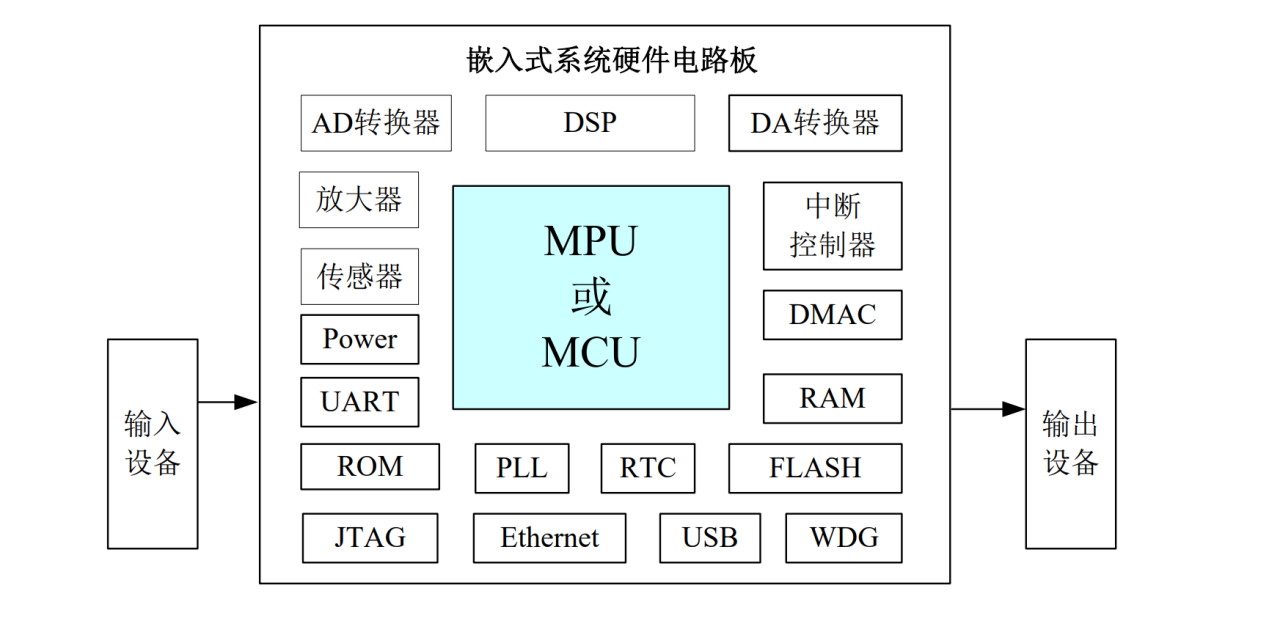 嵌入式系统硬件电路板
AD转换器
DSP
DA转换器
放大器
MPU
或
MCU
中断
控制器
传感器
DMAC
Power
UART
RAM
输入
设备
输出
设备
ROM
PLL
RTC
FLASH
JTAG
Ethernet
USB
WDG